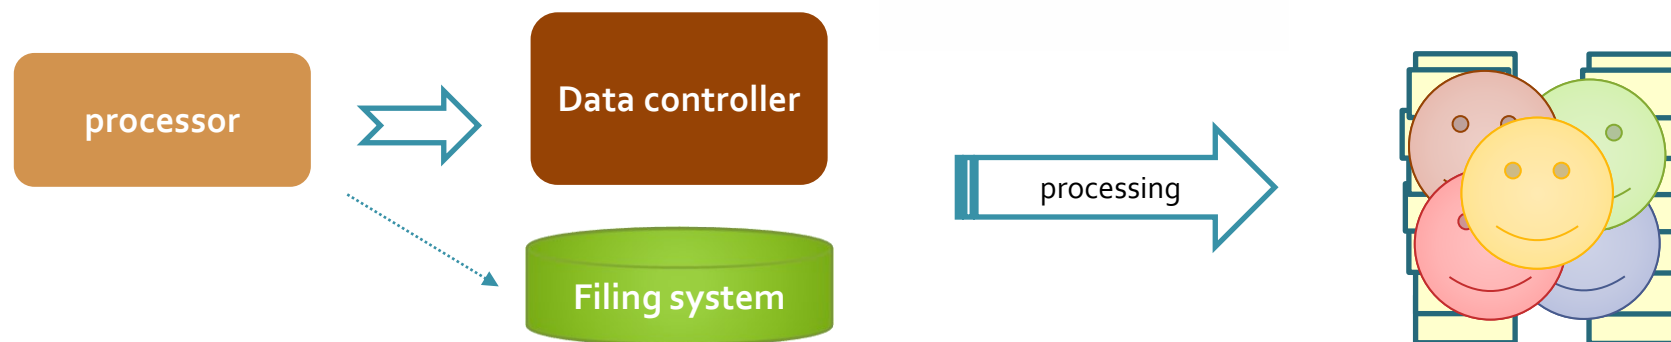 processor
Data controller
processing
Filing system